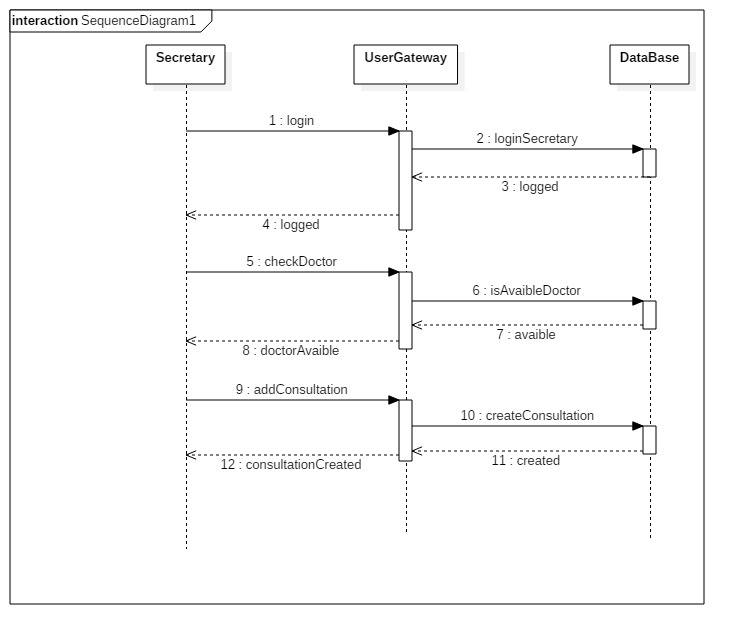 interaction SequenceDiagram1
Secretary
UserGateway
DataBase
1 : login
2 : loginSecretary
3 : logged
4 : logged
5 : checkDoctor
6 : isAvaibleDoctor
7 : avaible
8 : doctorAvaible
9 : addConsultation
10 : createConsultation
11 : created
12 : consultationCreated